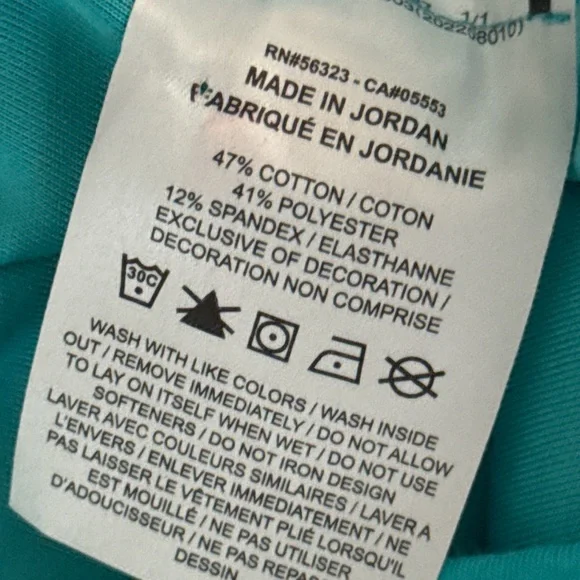 1/1
RN#56323 - CA#05553
MADE IN JORDAN
FABRIQUÉ EN JORDANIE
47% COTTON / COTON
41% POLYESTER
12% SPANDEX / ELASTHANNE
EXCLUSIVE OF DECORATION /
DECORATION NON COMPRISE
30C
WASH WITH LIKE COLORS / WASH INSIDE
OUT / REMOVE IMMEDIATELY / DO NOT ALLOW
TO LAY ON ITSELF WHEN WET / DO NOT USE
SOFTENERS / DO NOT IRON DESIGN
LAVER AVEC COULEURS SIMILAIRES / LAVER A
L'ENVERS / ENLEVER IMMEDIATEMENT / NE
PAS LAISSER LE VÊTEMENT PLIÉ LORSQU'IL
EST MOUILLÉ / NE PAS UTILISER
D'ADOUCISSEUR / NE PAS REPASSER
DESSIN